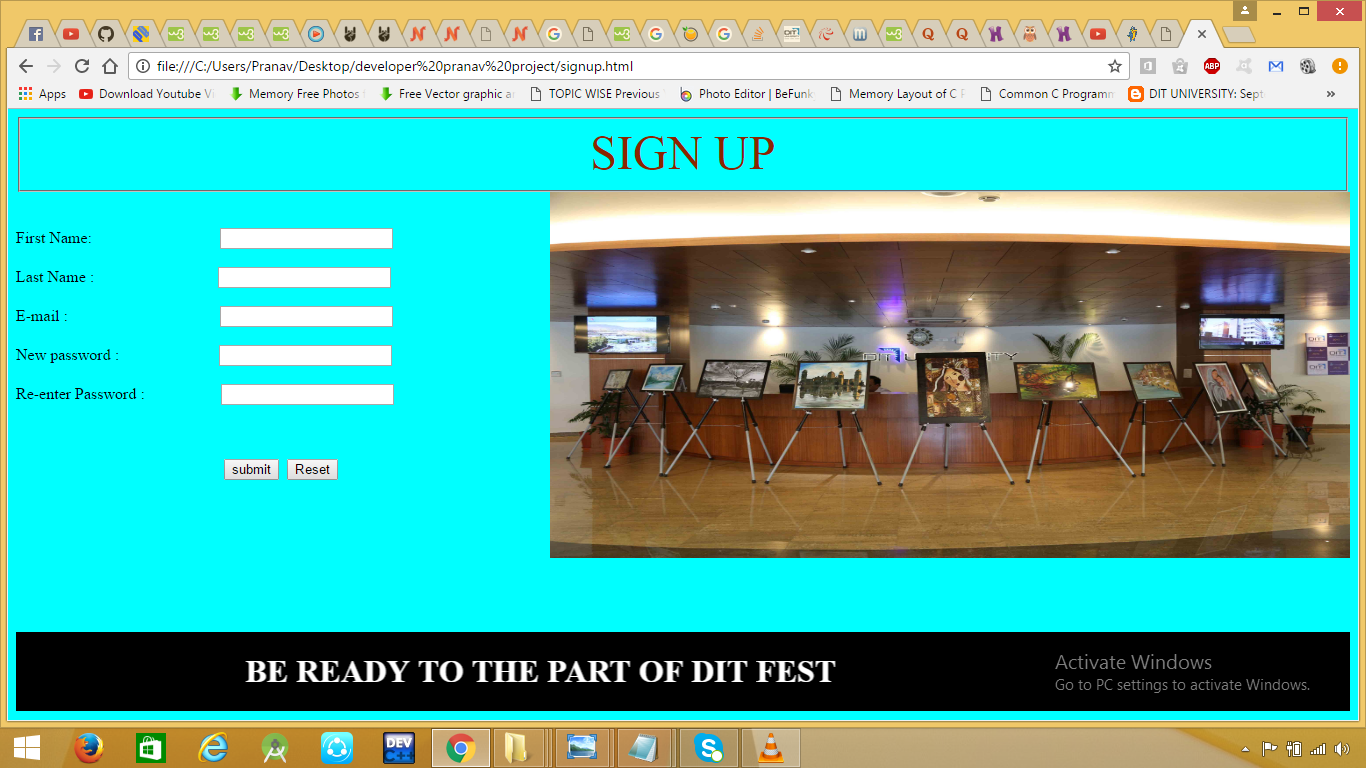 file:///C:/Users/Pranav/Desktop/developer%20pranav%20project/signup.html
ABP
Apps Download Youtube Vi Memory Free Photos Free Vector graphic a TOPIC WISE Previous Photo Editor | BeFunk Memory Layout of C P Common C Programm DIT UNIVERSITY: Sept »
SIGN UP
First Name:
Last Name :
E-mail :
New password :
Re-enter Password :
submit Reset
DIT UNIVERSITY
BE READY TO THE PART OF DIT FEST
Activate Windows
Go to PC settings to activate Windows.
DEV
C++